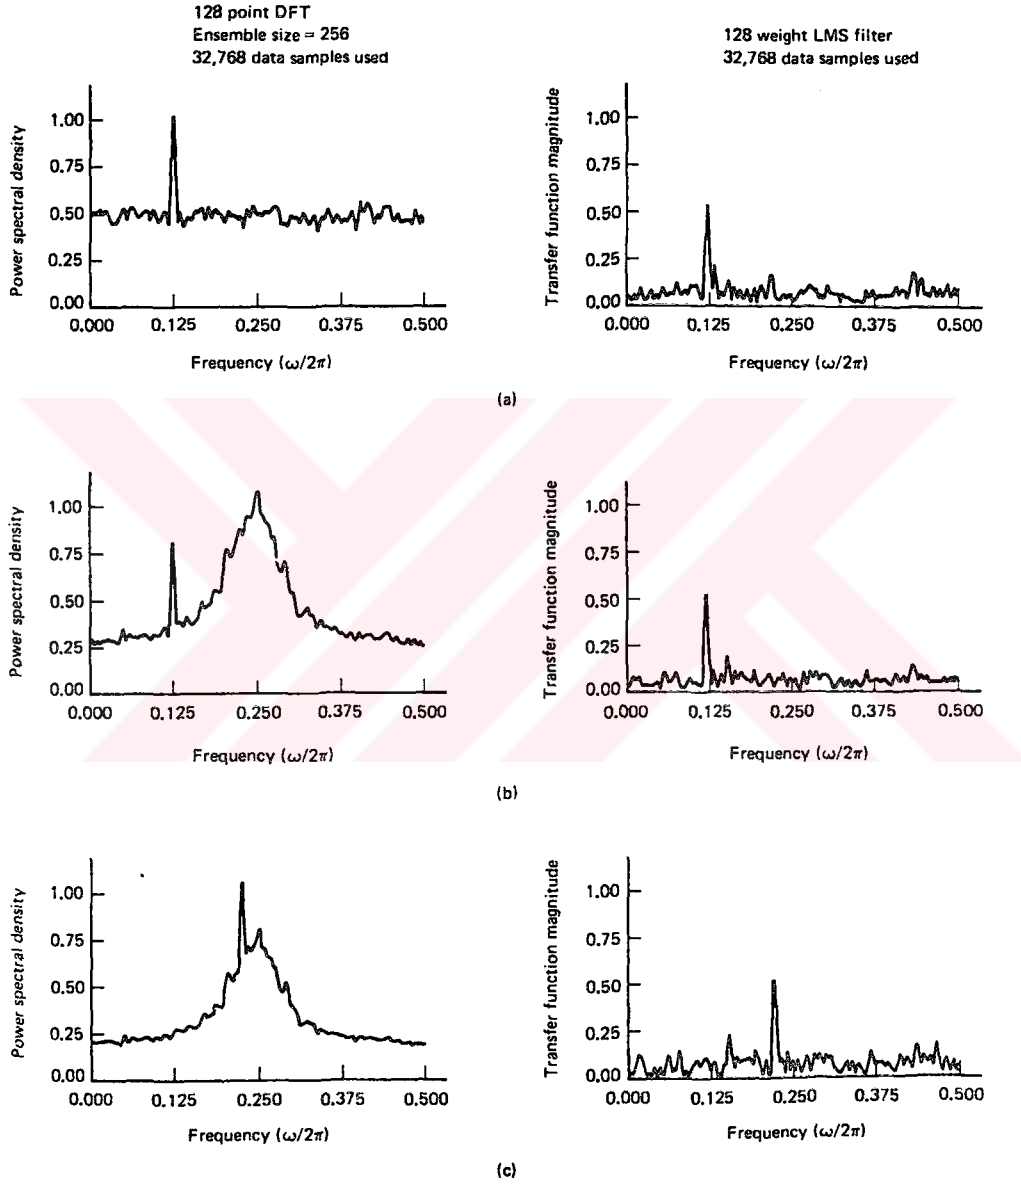 128 point DFT
Ensemble size = 256
32,768 data samples used
128 weight LMS filter
32,768 data samples used
Power spectral density
1.00
0.75
0.50
0.25
0.00
0.000 0.125 0.250 0.375 0.500
Frequency (ω/2π)
Transfer function magnitude
1.00
0.75
0.50
0.25
0.00
0.000 0.125 0.250 0.375 0.500
Frequency (ω/2π)
(a)
Power spectral density
1.00
0.75
0.50
0.25
0.00
0.000 0.125 0.250 0.375 0.500
Frequency (ω/2π)
Transfer function magnitude
1.00
0.75
0.50
0.25
0.00
0.000 0.125 0.250 0.375 0.500
Frequency (ω/2π)
(b)
Power spectral density
1.00
0.75
0.50
0.25
0.00
0.000 0.125 0.250 0.375 0.500
Frequency (ω/2π)
Transfer function magnitude
1.00
0.75
0.50
0.25
0.00
0.000 0.125 0.250 0.375 0.500
Frequency (ω/2π)
(c)